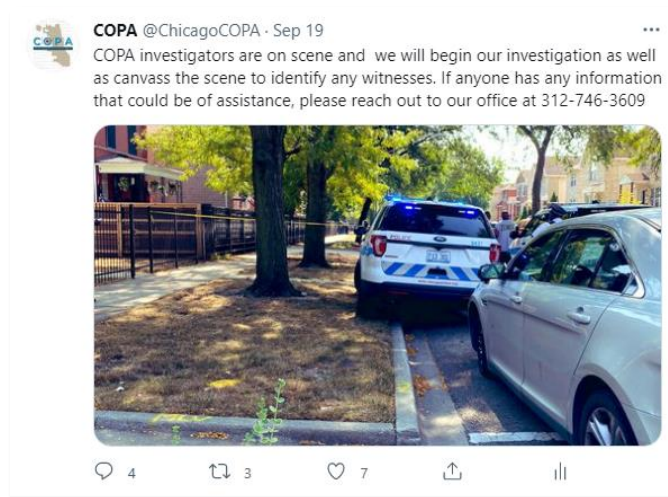 COPA
COPA @ChicagoCOPA · Sep 19
COPA investigators are on scene and  we will begin our investigation as well
as canvass the scene to identify any witnesses. If anyone has any information
that could be of assistance, please reach out to our office at 312-746-3609
POLICE
4
3
7